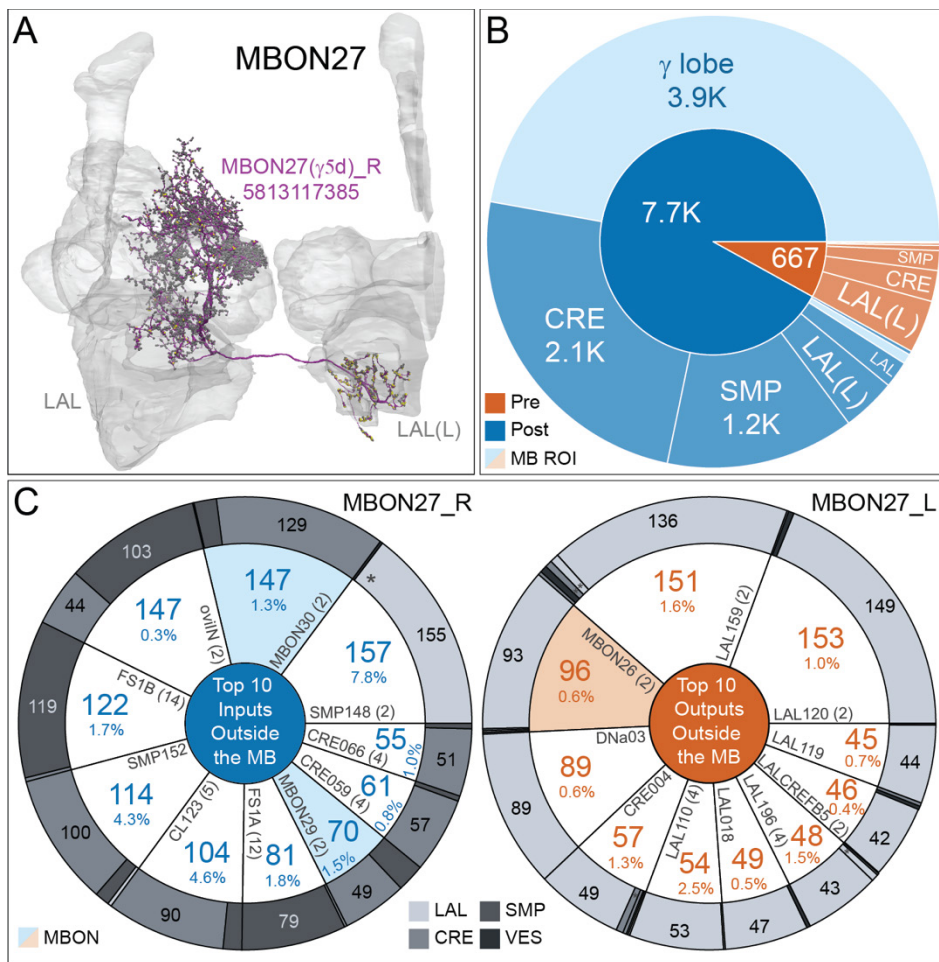 A
MBON27
MBON27(γ5d)_R
5813117385
LAL
LAL(L)
B
γ lobe
3.9K
7.7K
667
SMP
CRE
LAL(L)
LAL
LAL(L)
SMP
1.2K
CRE
2.1K
Pre
Post
MB ROI
C
MBON27_R
Top 10
Inputs
Outside
the MB
129
147
1.3%
MBON30 (2)
*
155
157
7.8%
SMP148 (2)
51
55
1.0%
CRE066 (4)
57
61
0.8%
CRE059 (4)
49
70
1.5%
MBON29 (2)
79
81
1.8%
FS1A (12)
90
104
4.6%
CL123 (5)
100
114
4.3%
SMP152
119
122
1.7%
FS1B (14)
44
103
147
0.3%
oviIN (2)
MBON
LAL
CRE
SMP
VES
MBON27_L
Top 10
Outputs
Outside
the MB
136
151
1.6%
LAL159 (2)
149
153
1.0%
LAL120 (2)
44
45
0.7%
LAL119
42
46
0.4%
LALCREFB5 (2)
*
43
48
1.5%
LAL196 (4)
47
49
0.5%
LAL018
53
54
2.5%
LAL110 (4)
49
57
1.3%
CRE004
89
89
0.6%
DNa03
93
96
0.6%
MBON26 (2)
*